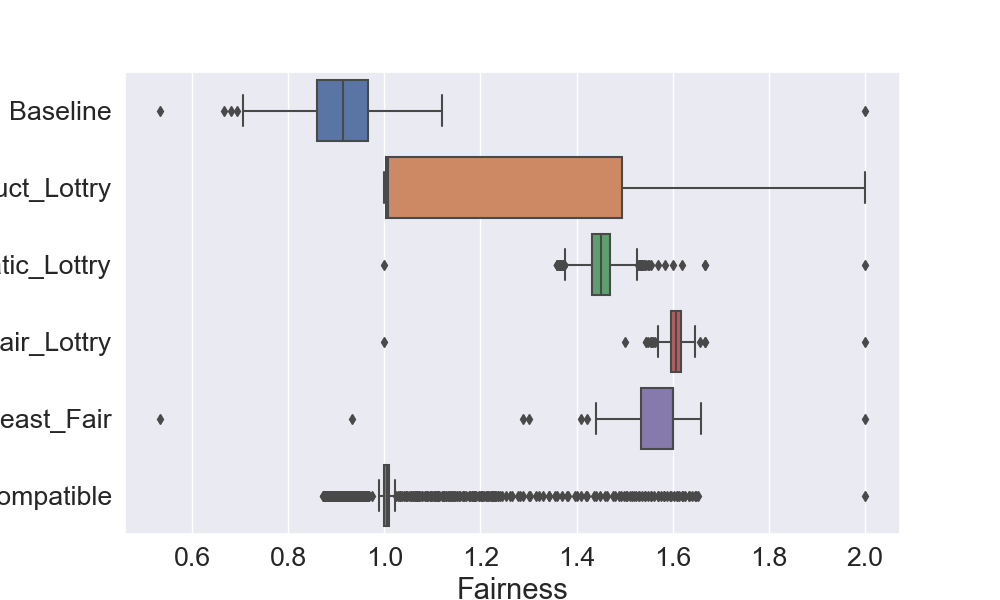 Baseline
uct_Lottry
tic_Lottry
air_Lottry
east_Fair
ompatible
0.6 0.8 1.0 1.2 1.4 1.6 1.8 2.0
Fairness